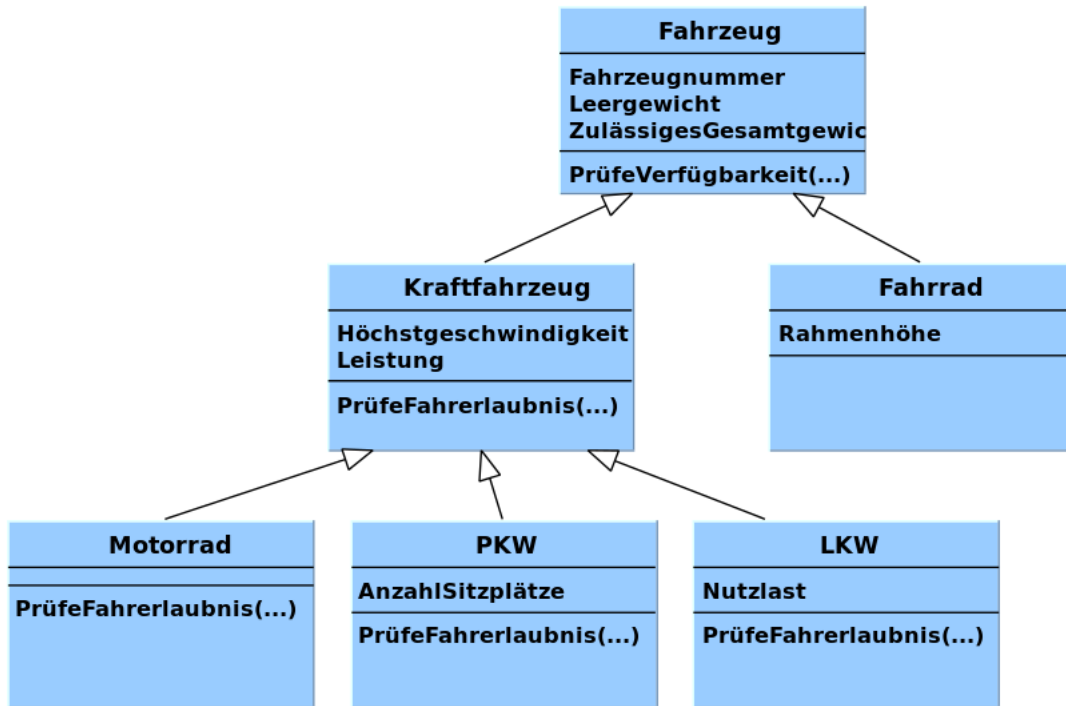 Fahrzeug
Fahrzeugnummer
Leergewicht
ZulässigesGesamtgewic
PrüfeVerfügbarkeit(...)
Kraftfahrzeug
Höchstgeschwindigkeit
Leistung
PrüfeFahrerlaubnis(...)
Fahrrad
Rahmenhöhe
Motorrad
PrüfeFahrerlaubnis(...)
PKW
AnzahlSitzplätze
PrüfeFahrerlaubnis(...)
LKW
Nutzlast
PrüfeFahrerlaubnis(...)